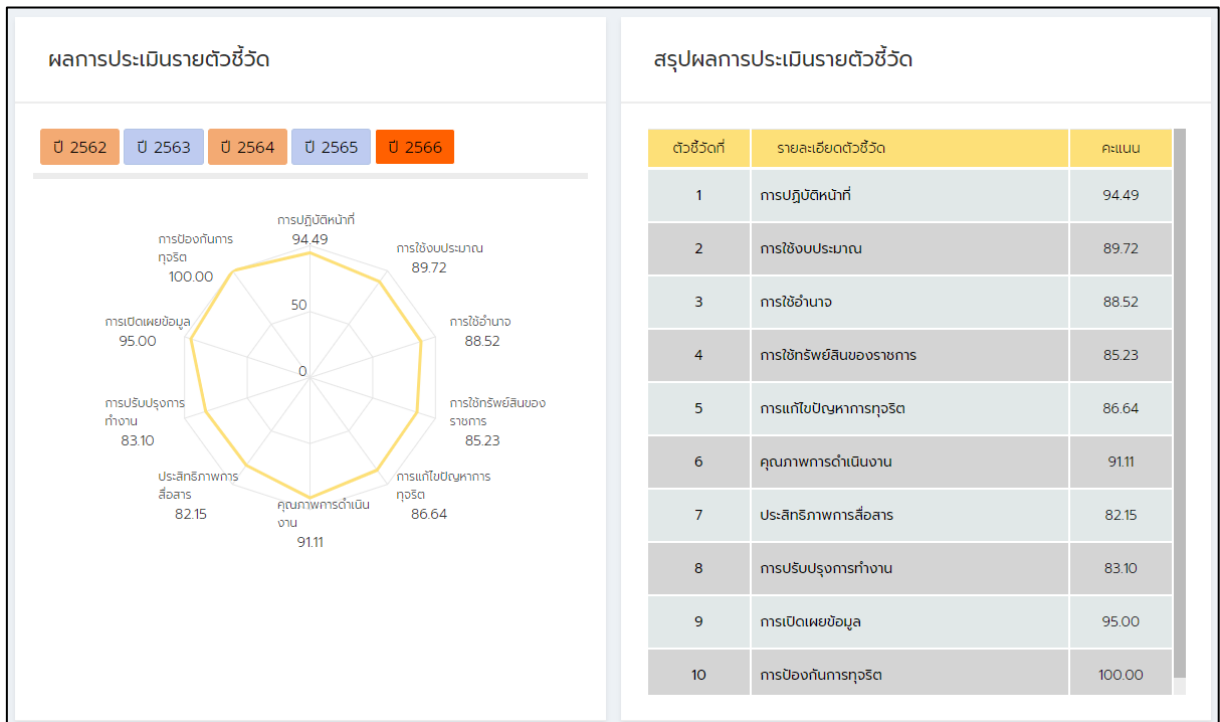 ผลการประเมินรายตัวชี้วัด
ปี 2562 ปี 2563 ปี 2564 ปี 2565 ปี 2566
การปฏิบัติหน้าที่
94.49
การใช้งบประมาณ
89.72
การใช้อำนาจ
88.52
การใช้ทรัพย์สินของ
ราชการ
85.23
การแก้ไขปัญหาการ
ทุจริต
86.64
คุณภาพการดำเนิน
งาน
91.11
ประสิทธิภาพการ
สื่อสาร
82.15
การปรับปรุงการ
ทำงาน
83.10
การเปิดเผยข้อมูล
95.00
การป้องกันการ
ทุจริต
100.00
50
0
สรุปผลการประเมินรายตัวชี้วัด
ตัวชี้วัดที่ รายละเอียดตัวชี้วัด คะแนน
1 การปฏิบัติหน้าที่ 94.49
2 การใช้งบประมาณ 89.72
3 การใช้อำนาจ 88.52
4 การใช้ทรัพย์สินของราชการ 85.23
5 การแก้ไขปัญหาการทุจริต 86.64
6 คุณภาพการดำเนินงาน 91.11
7 ประสิทธิภาพการสื่อสาร 82.15
8 การปรับปรุงการทำงาน 83.10
9 การเปิดเผยข้อมูล 95.00
10 การป้องกันการทุจริต 100.00